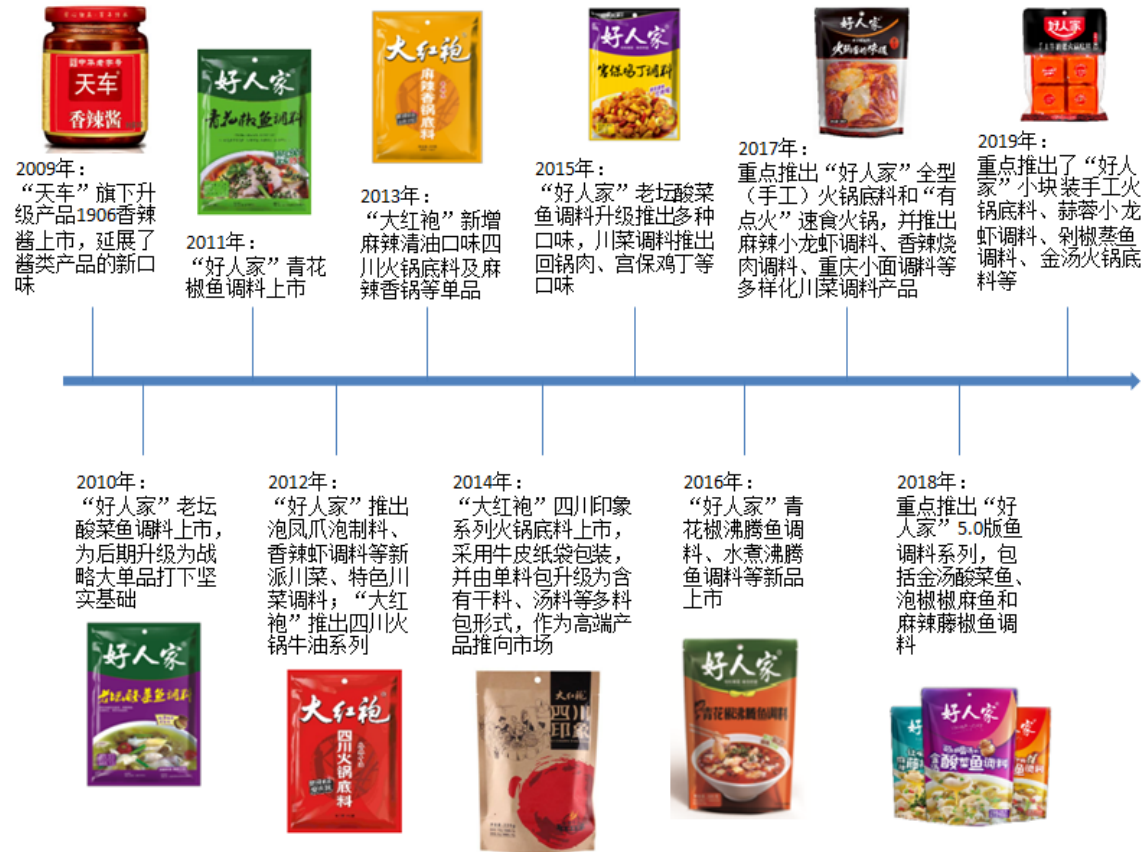 中华老字号
天车
香辣酱
好人家
青花椒鱼调料
大红袍
麻辣香锅底料
好人家
宫保鸡丁调料
好人家
火锅香的味道
好人家
2009年：
“天车”旗下升
级产品1906香辣
酱上市，延展了
酱类产品的新口
味
2011年：
“好人家”青花
椒鱼调料上市
2013年：
“大红袍”新增
麻辣清油口味四
川火锅底料及麻
辣香锅等单品
2015年：
“好人家”老坛酸菜
鱼调料升级推出多种
口味，川菜调料推出
回锅肉、宫保鸡丁等
口味
2017年：
重点推出“好人家”全型
（手工）火锅底料和“有
点火”速食火锅，并推出
麻辣小龙虾调料、香辣烧
肉调料、重庆小面调料等
多样化川菜调料产品
2019年：
重点推出了“好人
家”小块装手工火
锅底料、蒜蓉小龙
虾调料、剁椒蒸鱼
调料、金汤火锅底
料等
2010年：
“好人家”老坛
酸菜鱼调料上市，
为后期升级为战
略大单品打下坚
实基础
2012年：
“好人家”推出
泡凤爪泡制料、
香辣虾调料等新
派川菜、特色川
菜调料；“大红
袍”推出四川火
锅牛油系列
2014年：
“大红袍”四川印象
系列火锅底料上市，
采用牛皮纸袋包装，
并由单料包升级为含
有干料、汤料等多料
包形式，作为高端产
品推向市场
2016年：
“好人家”青
花椒沸腾鱼调
料、水煮沸腾
鱼调料等新品
上市
2018年：
重点推出“好
人家”5.0版鱼
调料系列，包
括金汤酸菜鱼、
泡椒椒麻鱼和
麻辣藤椒鱼调
料
好人家
老坛酸菜鱼调料
大红袍
四川火锅底料
大红袍
四川
印象
好人家
青花椒沸腾鱼调料
好人家
酸菜鱼调料